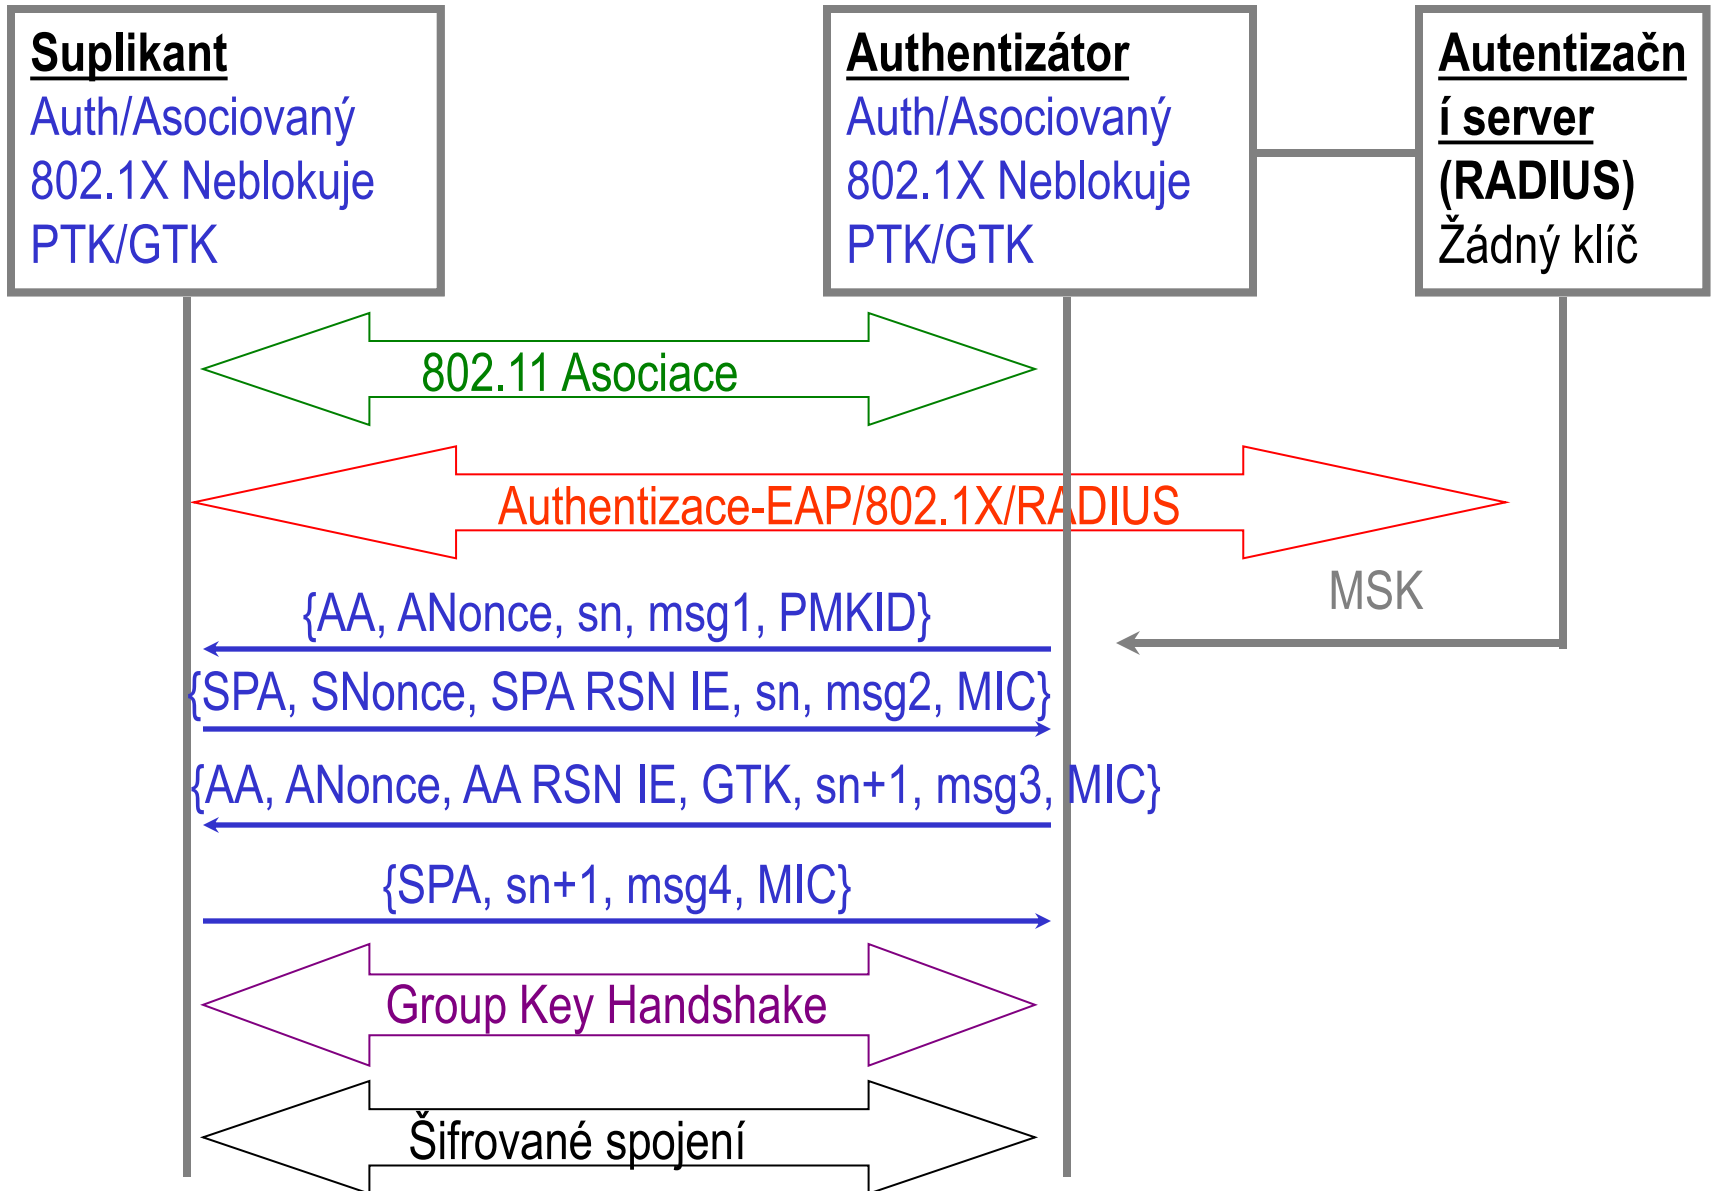 Suplikant
Auth/Asociovaný
802.1X Neblokuje
PTK/GTK
Authentizátor
Auth/Asociovaný
802.1X Neblokuje
PTK/GTK
Autentizačn
í server
(RADIUS)
Žádný klíč
802.11 Asociace
Authentizace-EAP/802.1X/RADIUS
MSK
{AA, ANonce, sn, msg1, PMKID}
{SPA, SNonce, SPA RSN IE, sn, msg2, MIC}
{AA, ANonce, AA RSN IE, GTK, sn+1, msg3, MIC}
{SPA, sn+1, msg4, MIC}
Group Key Handshake
Šifrované spojení